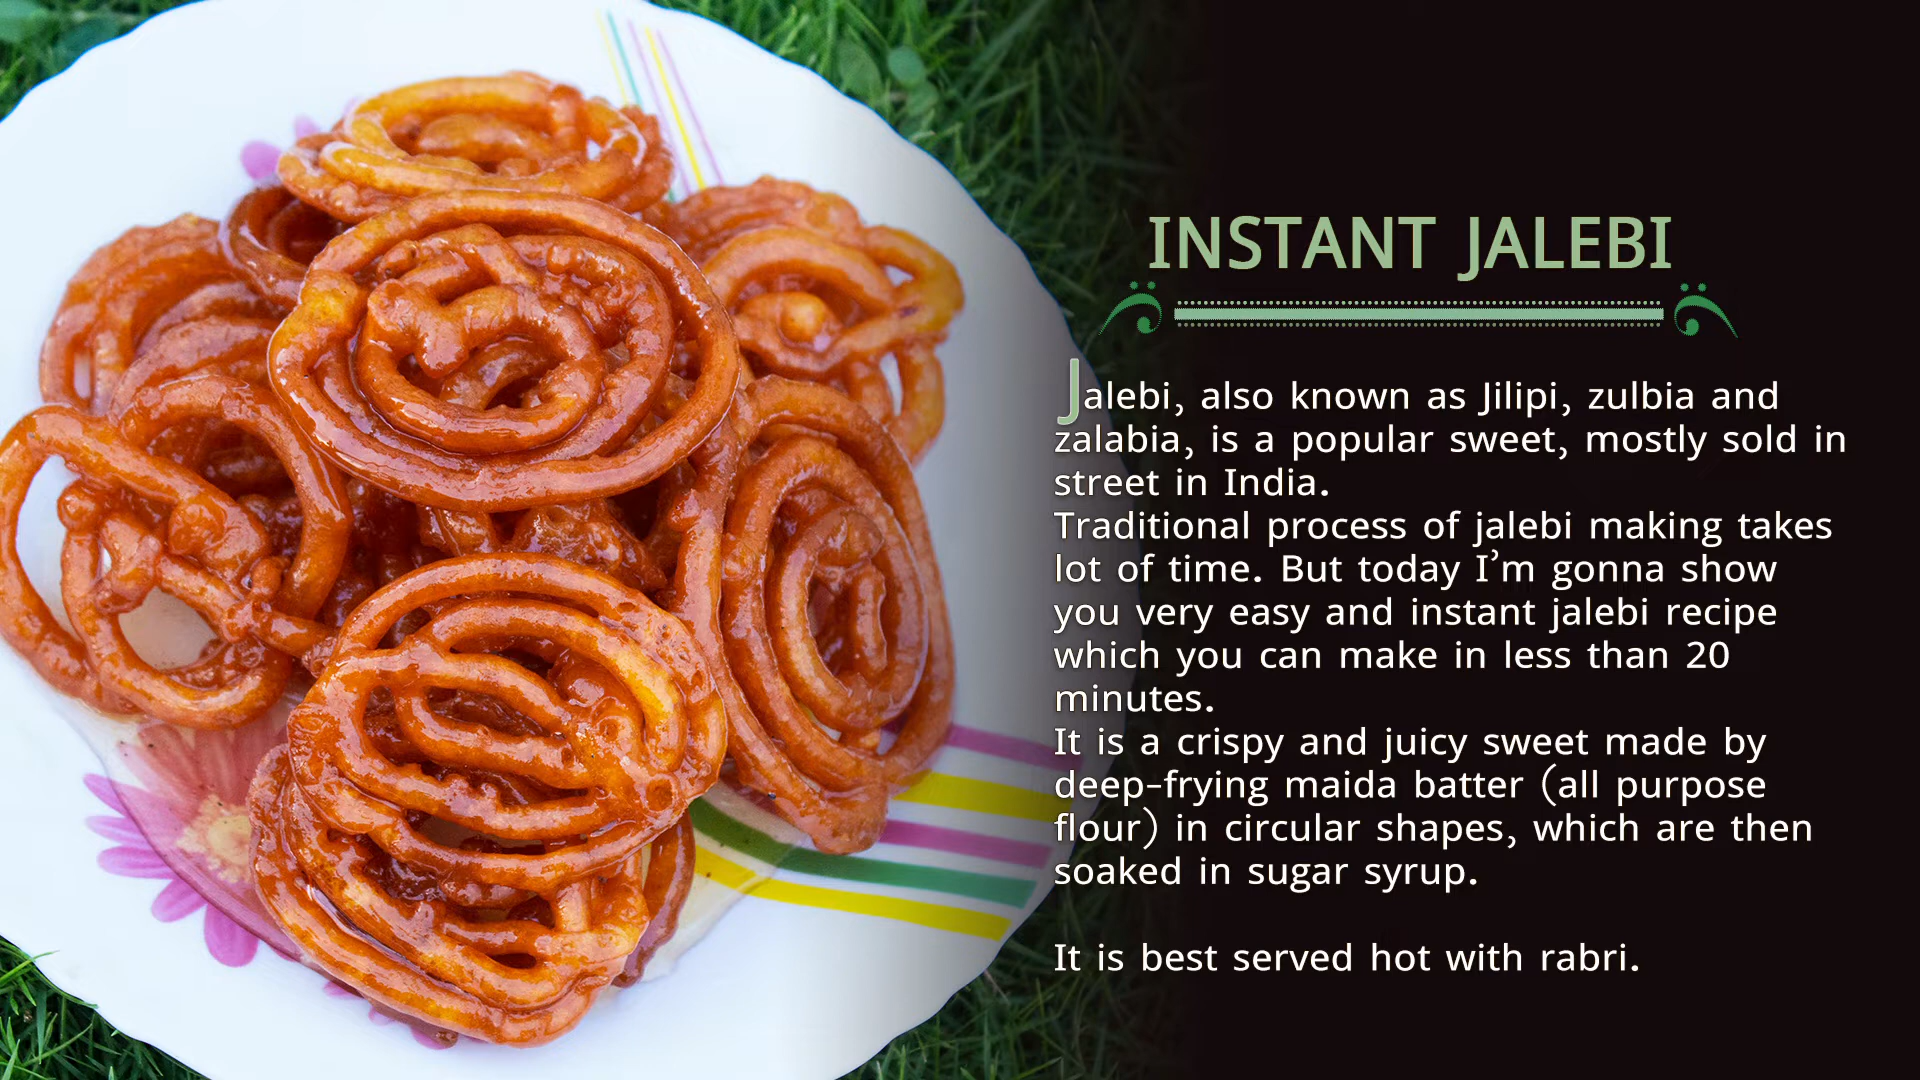 INSTANT JALEBI
Jalebi, also known as Jilipi, zulbia and
zalabia, is a popular sweet, mostly sold in
street in India.
Traditional process of jalebi making takes
lot of time. But today I’m gonna show
you very easy and instant jalebi recipe
which you can make in less than 20
minutes.
It is a crispy and juicy sweet made by
deep-frying maida batter (all purpose
flour) in circular shapes, which are then
soaked in sugar syrup.
It is best served hot with rabri.